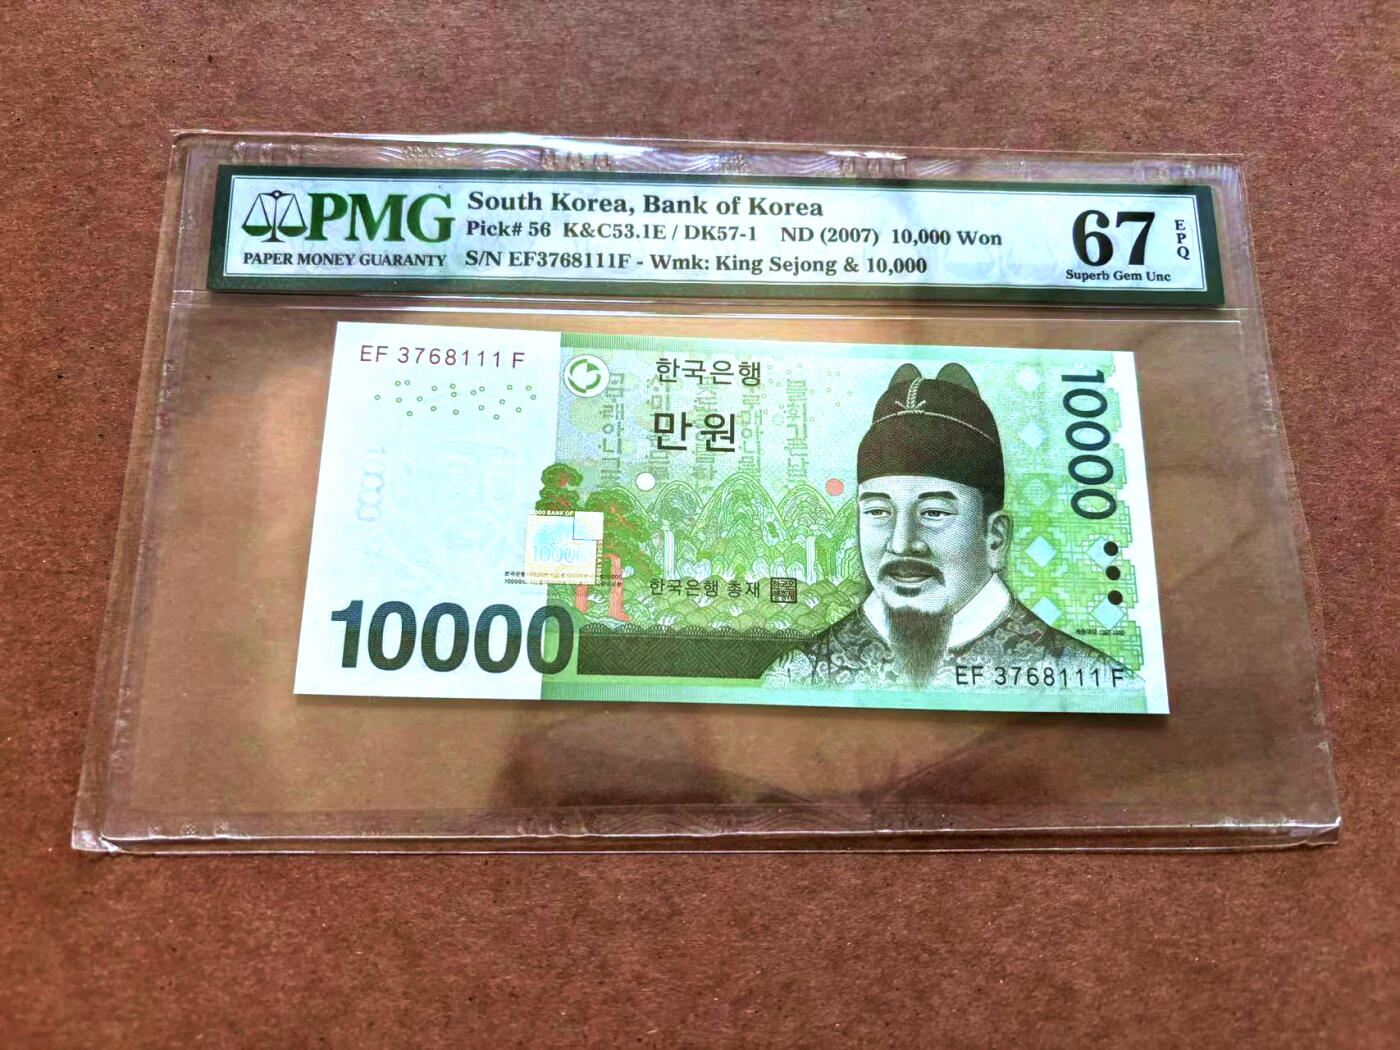 PMG
PAPER MONEY GUARANTY
South Korea, Bank of Korea
Pick# 56 K&C53.1E / DK57-1 ND (2007) 10,000 Won
S/N EF3768111F - Wmk: King Sejong & 10,000
67
EPQ
Superb Gem Unc
EF 3768111 F
한국은행
만원
10000
10000
한국은행 총재
10000
EF 3768111 F